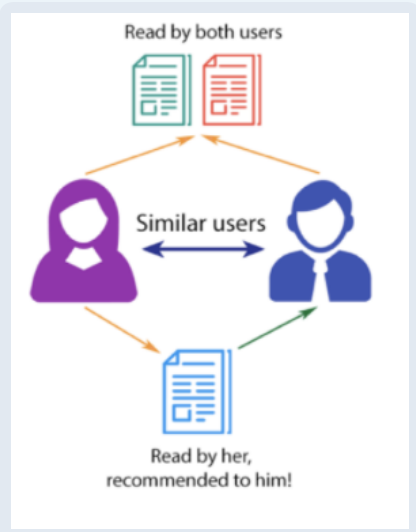 Read by both users
Similar users
Read by her,
recommended to him!